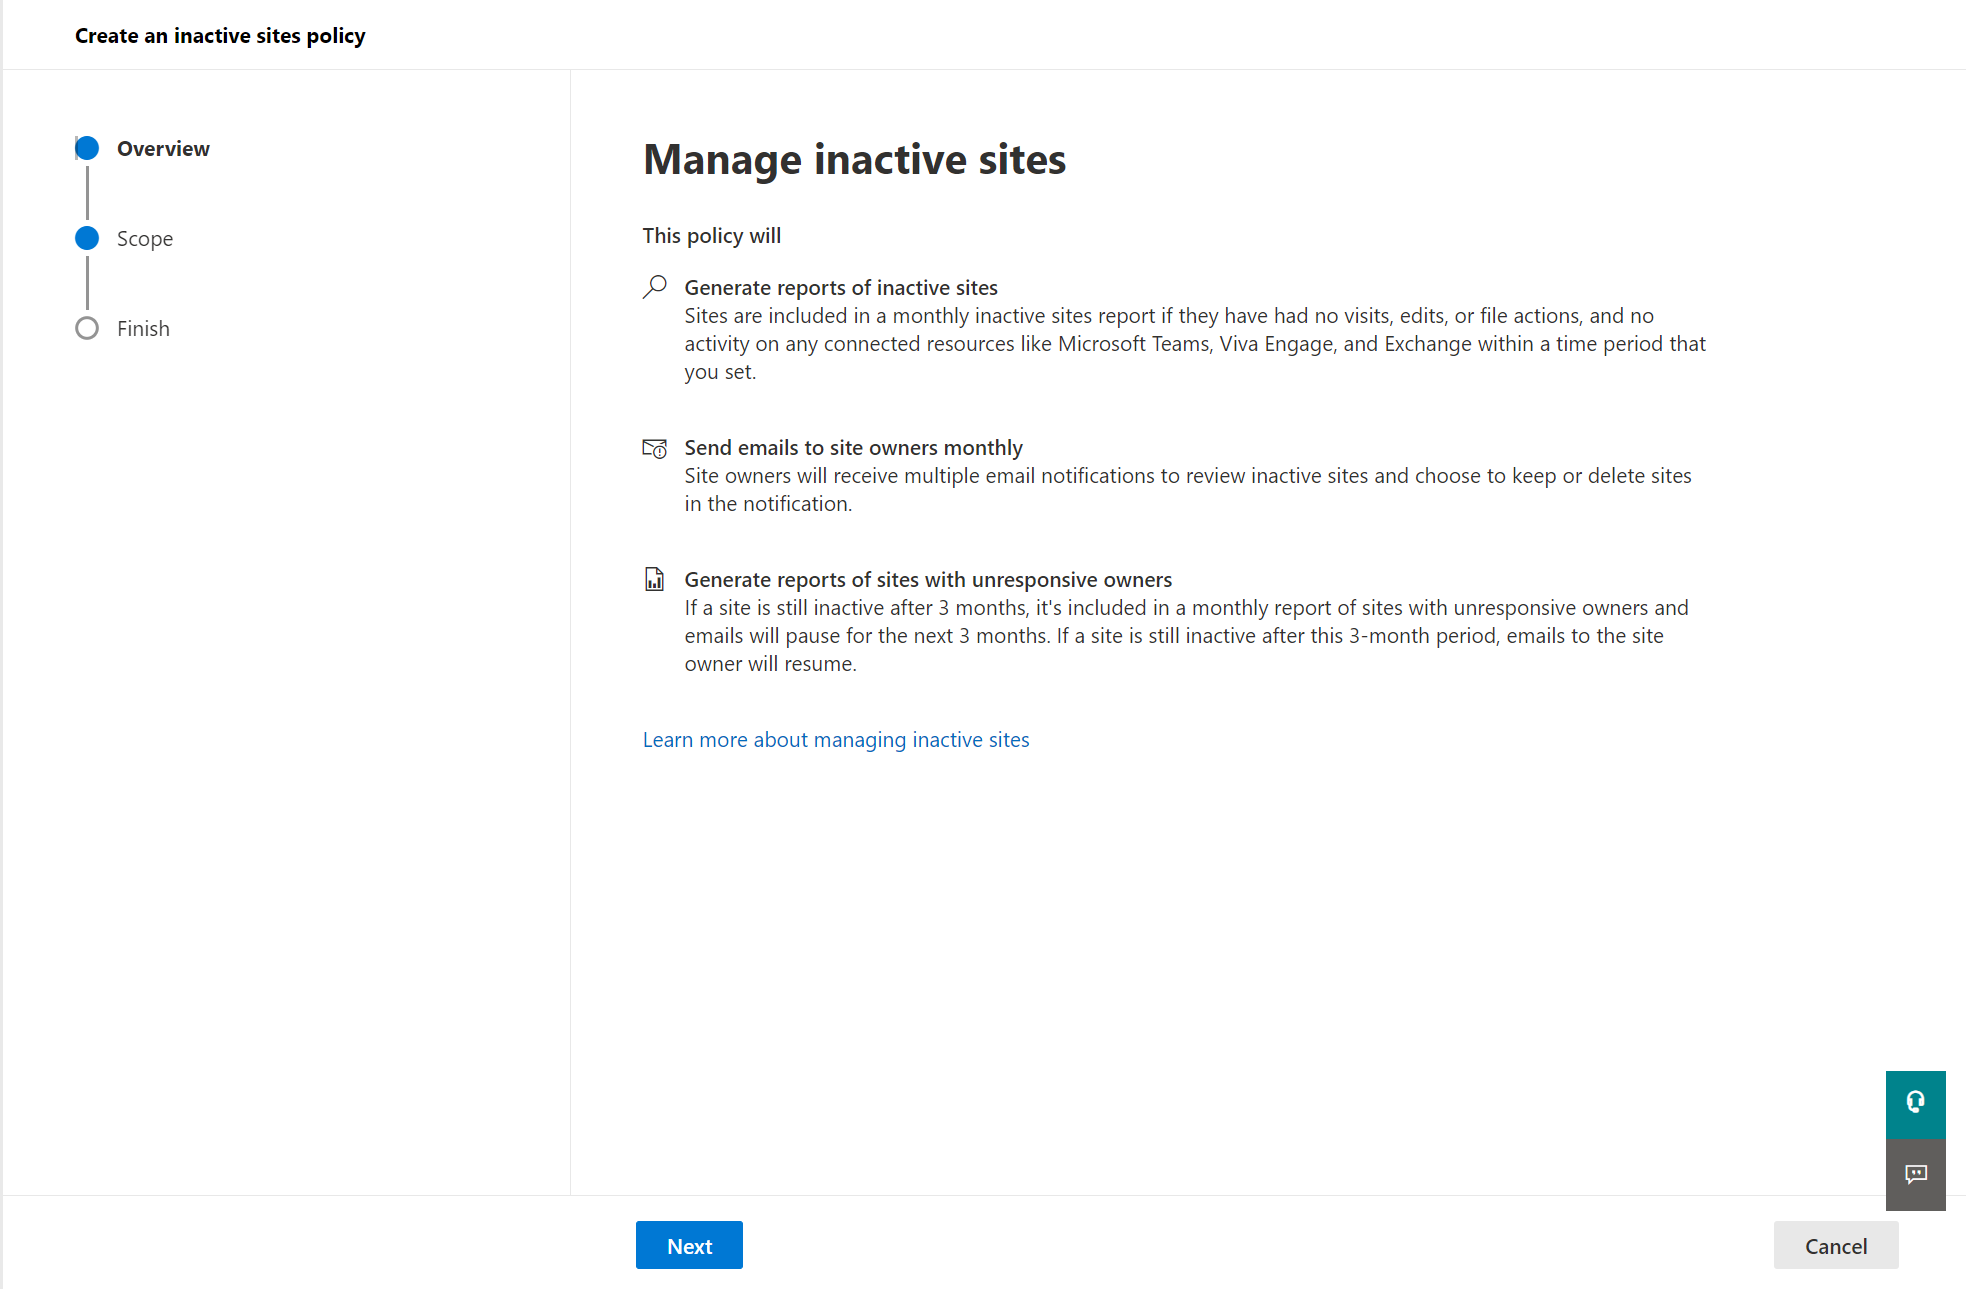 Create an inactive sites policy
Overview
Scope
Finish
Manage inactive sites
This policy will
Generate reports of inactive sites
Sites are included in a monthly inactive sites report if they have had no visits, edits, or file actions, and no
activity on any connected resources like Microsoft Teams, Viva Engage, and Exchange within a time period that
you set.
Send emails to site owners monthly
Site owners will receive multiple email notifications to review inactive sites and choose to keep or delete sites
in the notification.
Generate reports of sites with unresponsive owners
If a site is still inactive after 3 months, it's included in a monthly report of sites with unresponsive owners and
emails will pause for the next 3 months. If a site is still inactive after this 3-month period, emails to the site
owner will resume.
Learn more about managing inactive sites
Next
Cancel